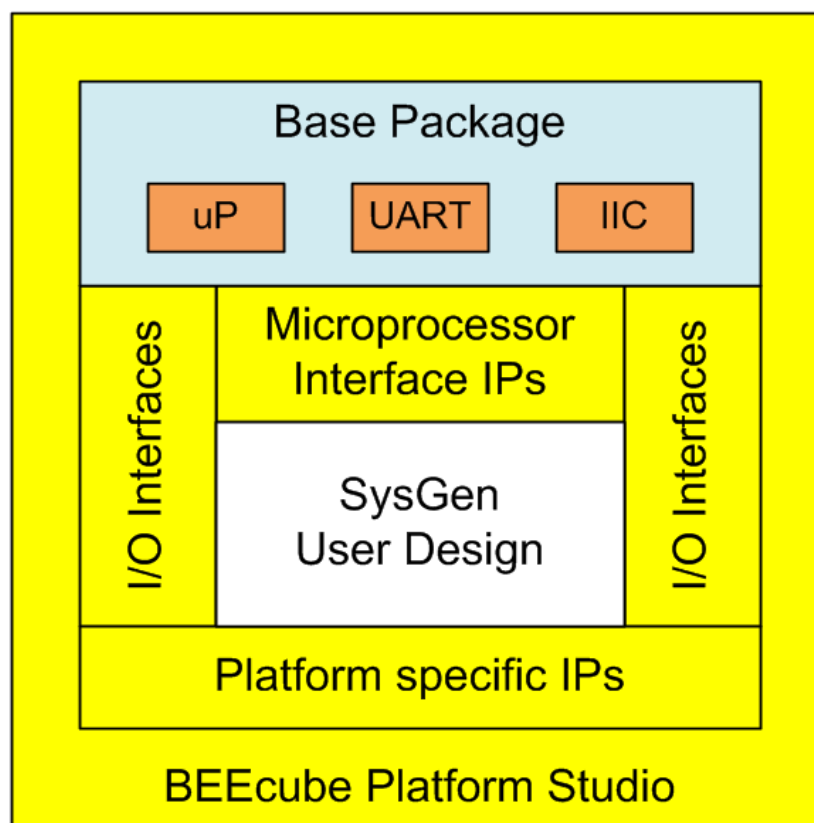 Base Package
uP
UART
IIC
I/O Interfaces
Microprocessor
Interface IPs
I/O Interfaces
SysGen
User Design
Platform specific IPs
BEEcube Platform Studio